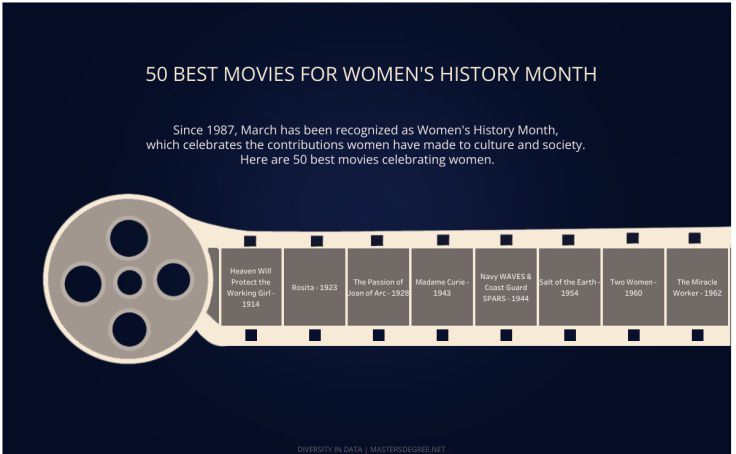 50 BEST MOVIES FOR WOMEN'S HISTORY MONTH
Since 1987, March has been recognized as Women's History Month,
which celebrates the contributions women have made to culture and society.
Here are 50 best movies celebrating women.
Heaven Will
Protect the
Working Girl -
1914
Rosita - 1923
The Passion of
Joan of Arc - 1928
Madame Curie -
1943
Navy WAVES &
Coast Guard
SPARS - 1944
Salt of the Earth -
1954
Two Women -
1960
The Miracle
Worker - 1962
DIVERSITY IN DATA | MASTERSDEGREE.NET